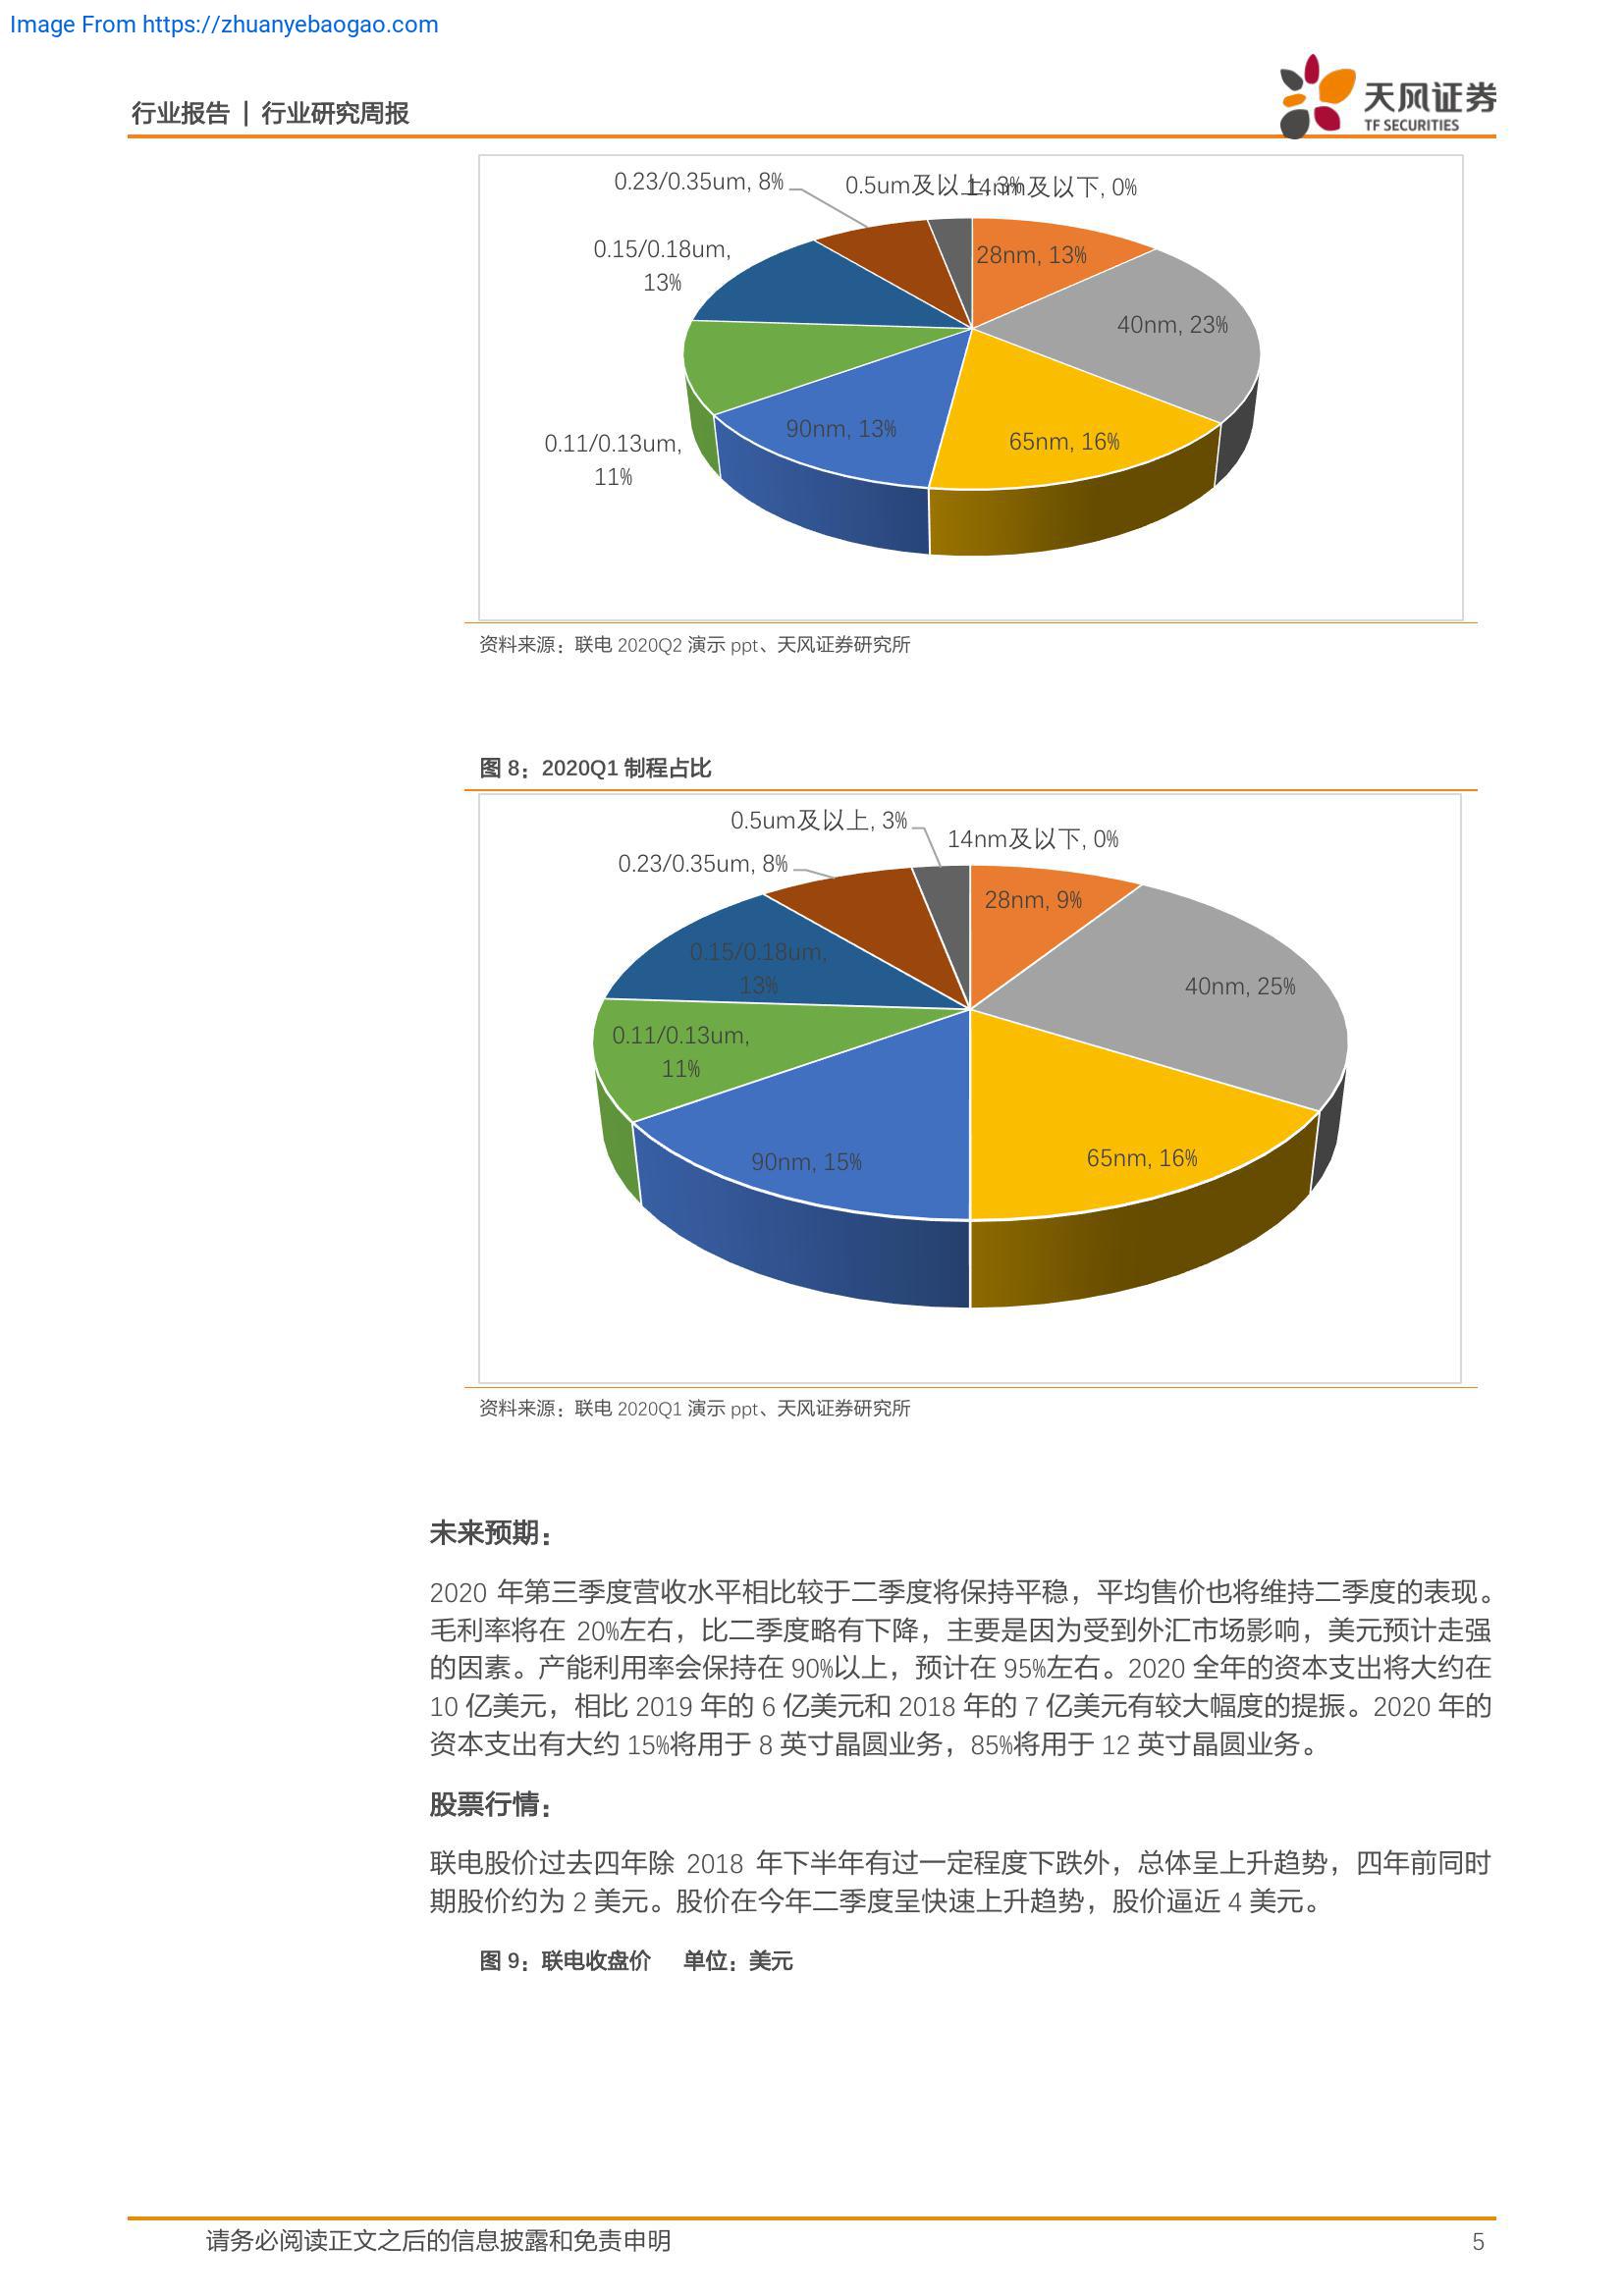 Image From https://zhuanyebaogao.com
行业报告 | 行业研究周报
天风证券
TF SECURITIES
0.23/0.35um, 8%
0.5um及以上, 3%
14nm及以下, 0%
0.15/0.18um,
13%
28nm, 13%
40nm, 23%
90nm, 13%
65nm, 16%
0.11/0.13um,
11%
资料来源：联电 2020Q2 演示 ppt、天风证券研究所
图 8：2020Q1 制程占比
0.5um及以上, 3%
14nm及以下, 0%
0.23/0.35um, 8%
28nm, 9%
0.15/0.18um,
13%
40nm, 25%
0.11/0.13um,
11%
90nm, 15%
65nm, 16%
资料来源：联电 2020Q1 演示 ppt、天风证券研究所
未来预期：
2020 年第三季度营收水平相比较于二季度将保持平稳，平均售价也将维持二季度的表现。
毛利率将在 20%左右，比二季度略有下降，主要是因为受到外汇市场影响，美元预计走强
的因素。产能利用率会保持在 90%以上，预计在 95%左右。2020 全年的资本支出将大约在
10 亿美元，相比 2019 年的 6 亿美元和 2018 年的 7 亿美元有较大幅度的提振。2020 年的
资本支出有大约 15%将用于 8 英寸晶圆业务，85%将用于 12 英寸晶圆业务。
股票行情：
联电股价过去四年除 2018 年下半年有过一定程度下跌外，总体呈上升趋势，四年前同时
期股价约为 2 美元。股价在今年二季度呈快速上升趋势，股价逼近 4 美元。
图 9：联电收盘价 单位：美元
请务必阅读正文之后的信息披露和免责申明
5